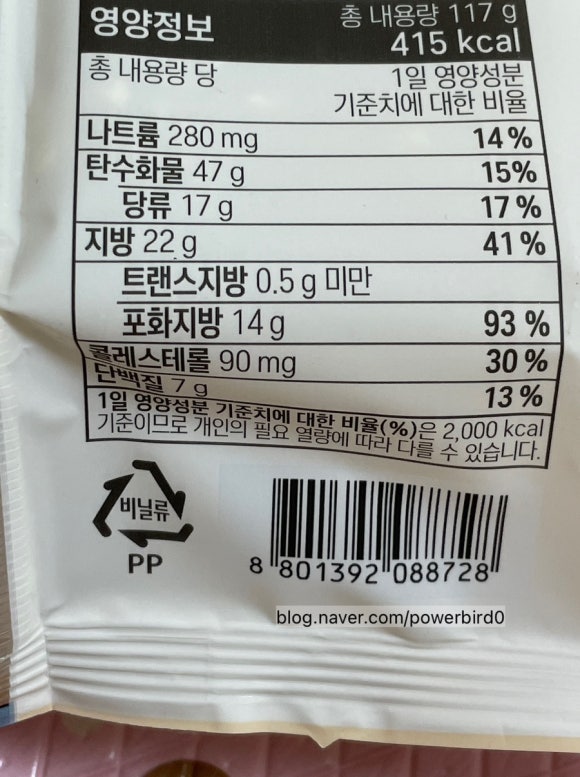 영양정보 총 내용량 117 g
415 kcal
총 내용량 당 1일 영양성분
기준치에 대한 비율
나트륨 280 mg 14 %
탄수화물 47 g 15%
당류 17 g 17 %
지방 22 g 41 %
트랜스지방 0.5 g 미만
포화지방 14 g 93 %
콜레스테롤 90 mg 30 %
단백질 7 g 13 %
1일 영양성분 기준치에 대한 비율(%)은 2,000 kcal
기준이므로 개인의 필요 열량에 따라 다를 수 있습니다.
비닐류
PP
8 801392 088728
blog.naver.com/powerbird0